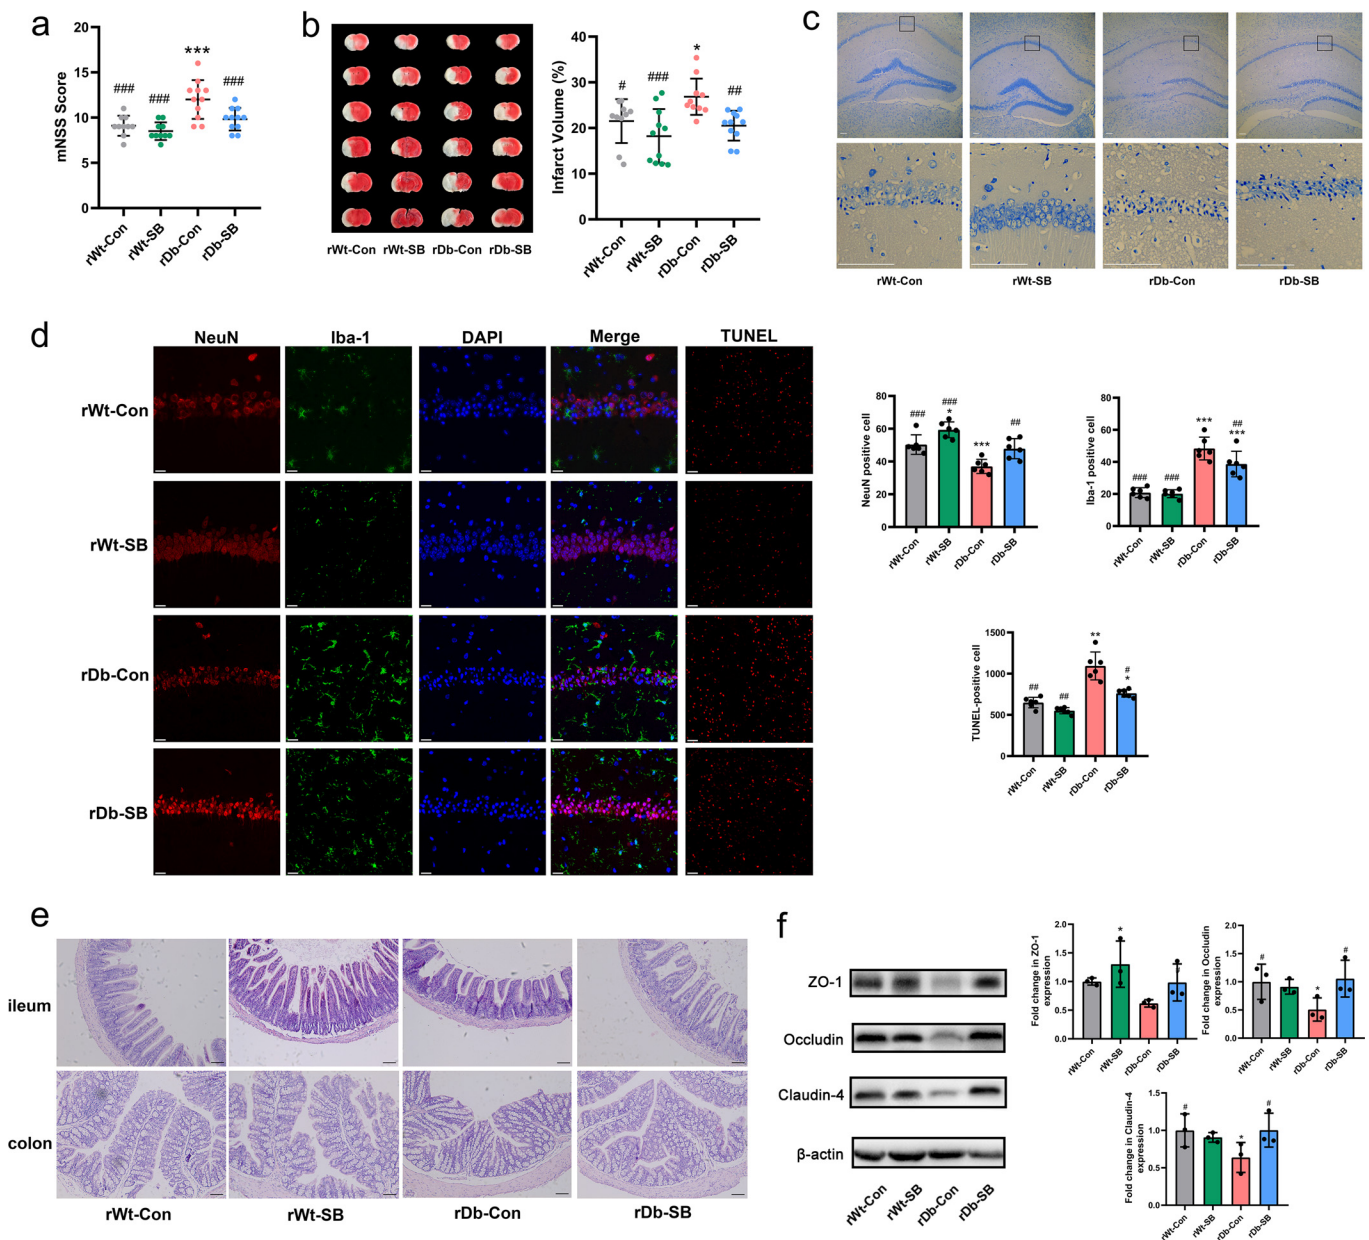 a
mNSS Score
20
15
10
5
0
###
###
***
###
rWt-Con
rWt-SB
rDb-Con
rDb-SB
b
rWt-Con rWt-SB rDb-Con rDb-SB
Infarct Volume (%)
40
30
20
10
0
#
###
*
##
rWt-Con
rWt-SB
rDb-Con
rDb-SB
c
rWt-Con rWt-SB rDb-Con rDb-SB
d
NeuN Iba-1 DAPI Merge TUNEL
rWt-Con
rWt-SB
rDb-Con
rDb-SB
NeuN positive cell
80
60
40
20
0
###
###
*
***
##
rWt-Con
rWt-SB
rDb-Con
rDb-SB
Iba-1 positive cell
80
60
40
20
0
###
###
***
##
***
rWt-Con
rWt-SB
rDb-Con
rDb-SB
TUNEL-positive cell
1500
1000
500
0
##
##
**
#
*
rWt-Con
rWt-SB
rDb-Con
rDb-SB
e
ileum
colon
rWt-Con rWt-SB rDb-Con rDb-SB
f
ZO-1
Occludin
Claudin-4
β-actin
rWt-Con
rWt-SB
rDb-Con
rDb-SB
Fold change in ZO-1
expression
2.0
1.5
1.0
0.5
0.0
*
#
rWt-Con
rWt-SB
rDb-Con
rDb-SB
Fold change in Occludin
expression
2.0
1.5
1.0
0.5
0.0
#
*
#
rWt-Con
rWt-SB
rDb-Con
rDb-SB
Fold change in Claudin-4
expression
1.5
1.0
0.5
0.0
#
*
#
rWt-Con
rWt-SB
rDb-Con
rDb-SB